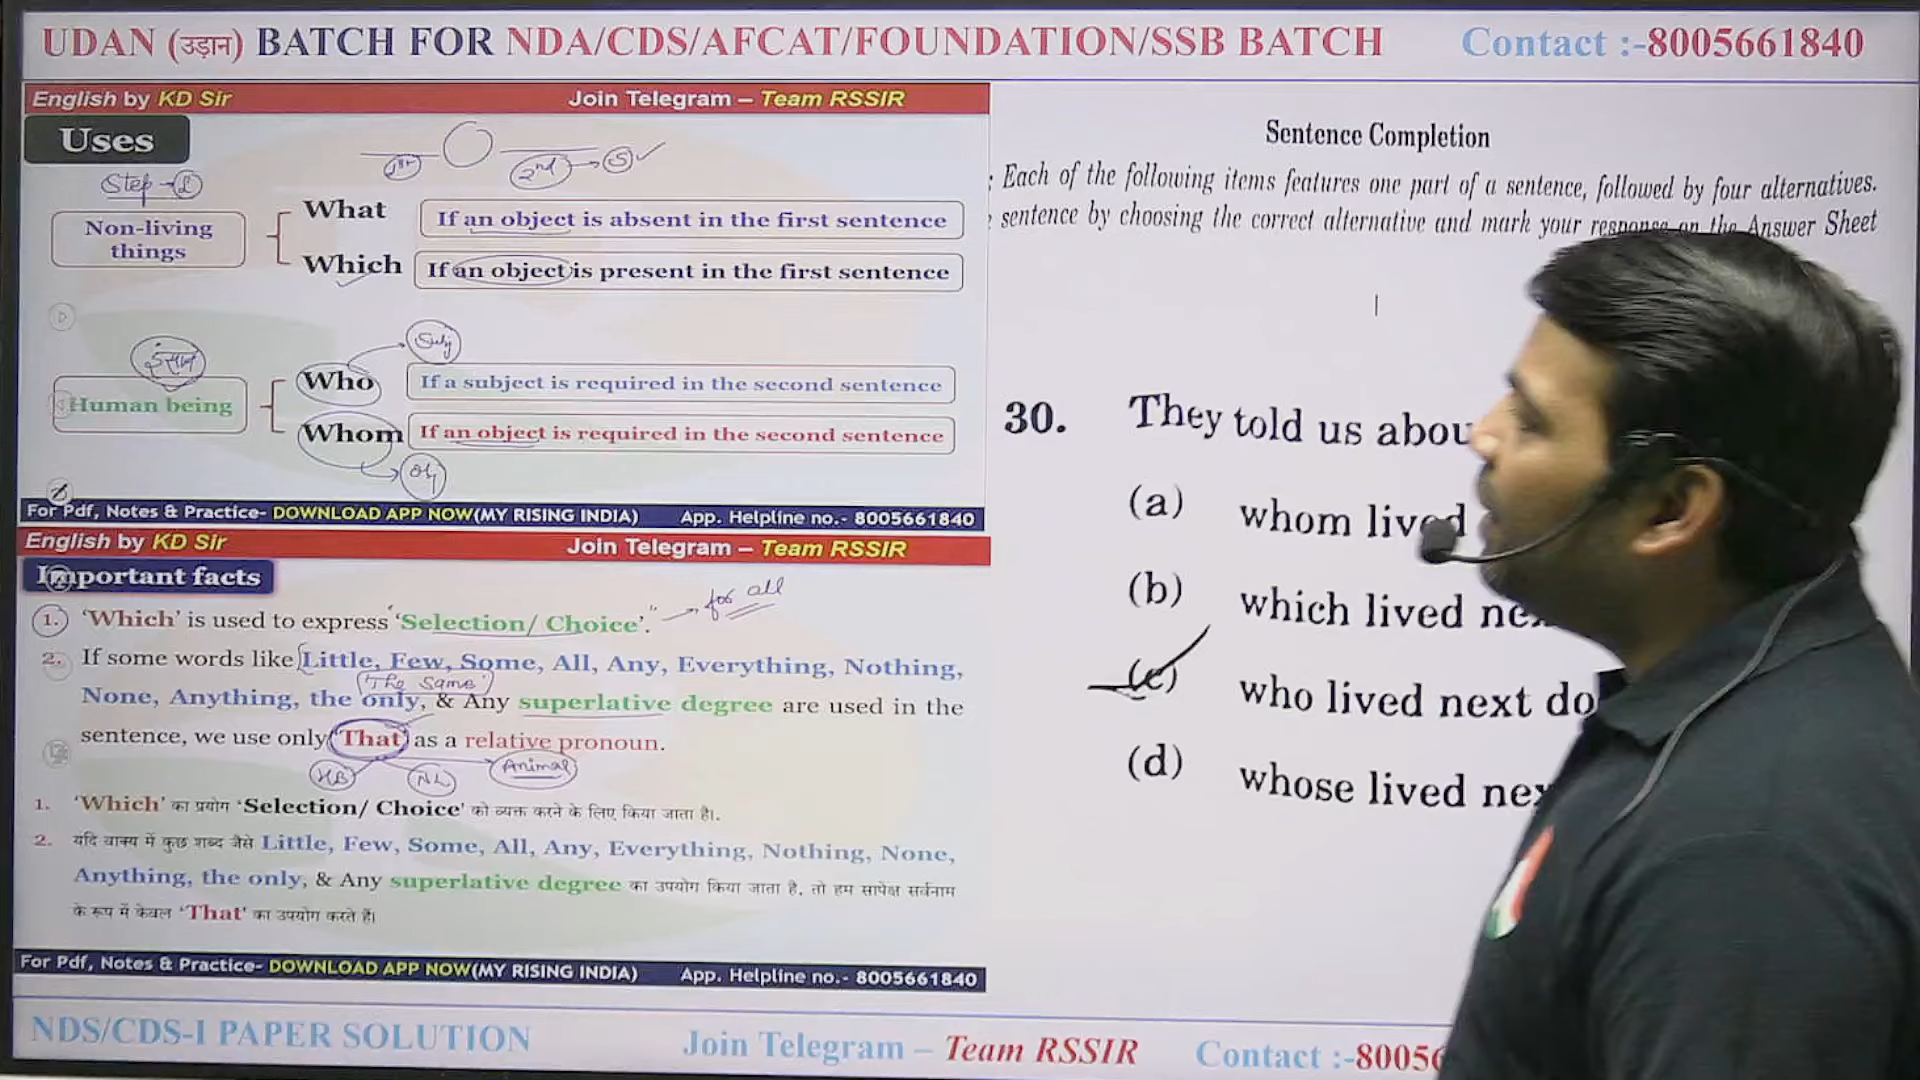 UDAN (उड़ान) BATCH FOR NDA/CDS/AFCAT/FOUNDATION/SSB BATCH Contact :-8005661840
English by KD Sir Join Telegram – Team RSSIR
Uses
1st 2nd S
Step - 1
Non-living things
What If an object is absent in the first sentence
Which If an object is present in the first sentence
Subj
इंसान
Human being
Who If a subject is required in the second sentence
Whom If an object is required in the second sentence
Obj
For Pdf, Notes & Practice- DOWNLOAD APP NOW(MY RISING INDIA) App. Helpline no.- 8005661840
English by KD Sir Join Telegram – Team RSSIR
Important facts
for all
1. 'Which' is used to express 'Selection/ Choice'.
2. If some words like Little, Few, Some, All, Any, Everything, Nothing,
'The same'
None, Anything, the only, & Any superlative degree are used in the
sentence, we use only 'That' as a relative pronoun.
HB NL Animal
1. 'Which' का प्रयोग 'Selection/ Choice' को व्यक्त करने के लिए किया जाता है।.
2. यदि वाक्य में कुछ शब्द जैसे Little, Few, Some, All, Any, Everything, Nothing, None,
Anything, the only, & Any superlative degree का उपयोग किया जाता है, तो हम सापेक्ष सर्वनाम
के रूप में केवल 'That' का उपयोग करते हैं।
For Pdf, Notes & Practice- DOWNLOAD APP NOW(MY RISING INDIA) App. Helpline no.- 8005661840
Sentence Completion
: Each of the following items features one part of a sentence, followed by four alternatives.
sentence by choosing the correct alternative and mark your response on the Answer Sheet
30. They told us abou
(a) whom lived
(b) which lived ne
(c) who lived next do
(d) whose lived nex
NDS/CDS-I PAPER SOLUTION Join Telegram – Team RSSIR Contact :-8005